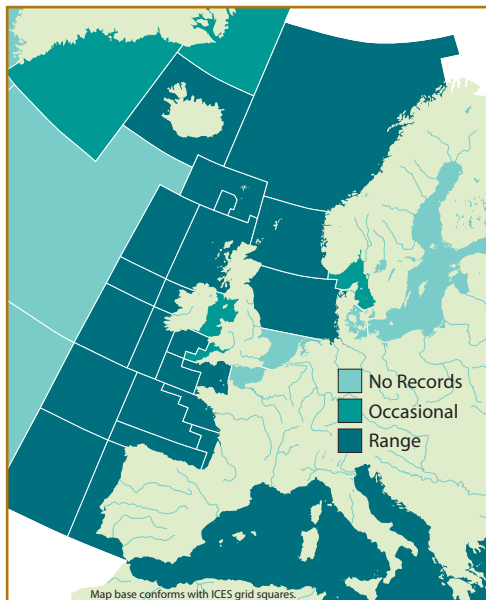 No Records
Occasional
Range
Map base conforms with ICES grid squares.